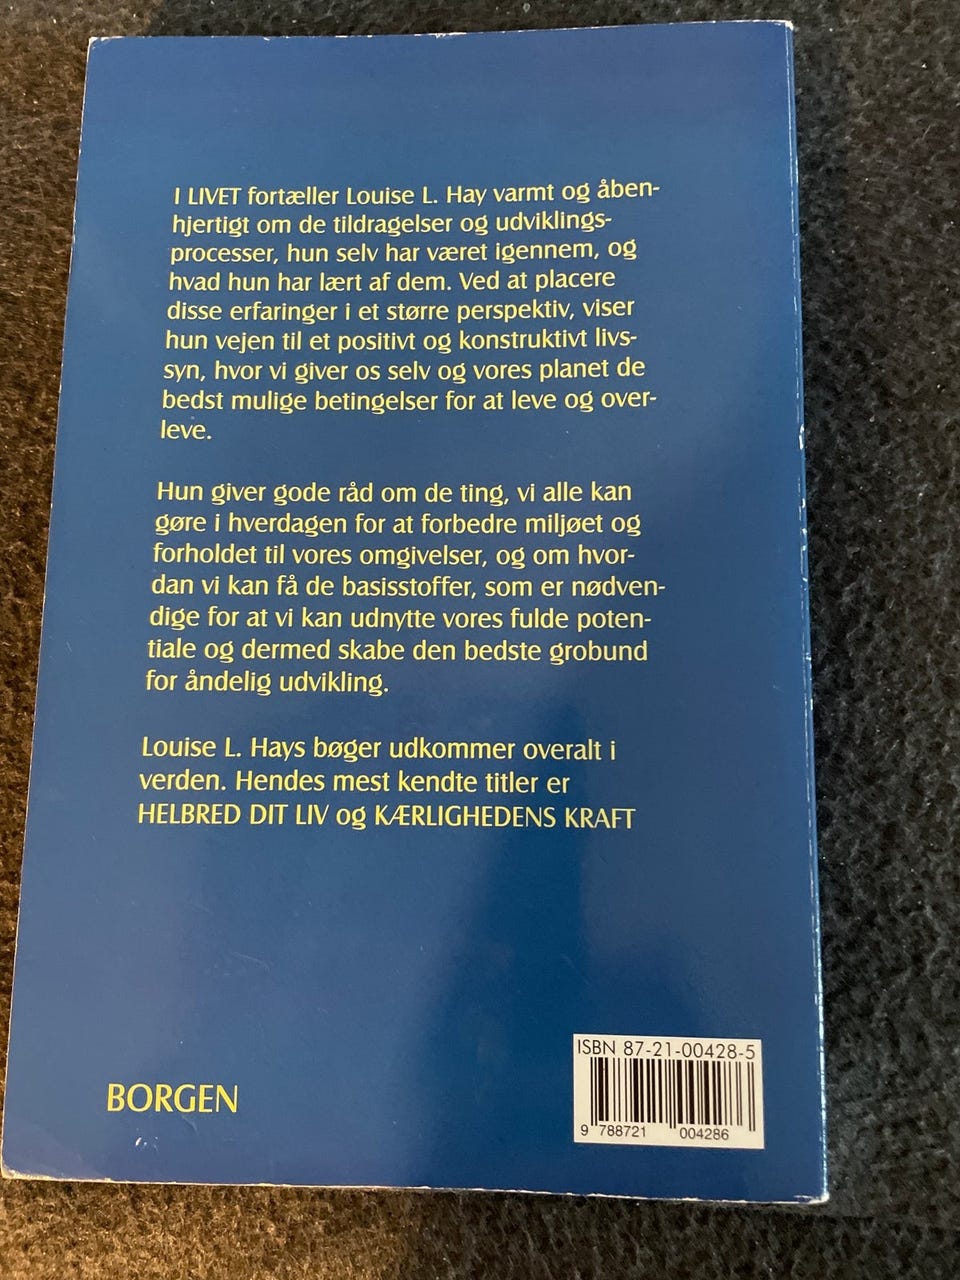 I LIVET fortæller Louise L. Hay varmt og åben-
hjertigt om de tildragelser og udviklings-
processer, hun selv har været igennem, og
hvad hun har lært af dem. Ved at placere
disse erfaringer i et større perspektiv, viser
hun vejen til et positivt og konstruktivt livs-
syn, hvor vi giver os selv og vores planet de
bedst mulige betingelser for at leve og over-
leve.
Hun giver gode råd om de ting, vi alle kan
gøre i hverdagen for at forbedre miljøet og
forholdet til vores omgivelser, og om hvor-
dan vi kan få de basisstoffer, som er nødven-
dige for at vi kan udnytte vores fulde poten-
tiale og dermed skabe den bedste grobund
for åndelig udvikling.
Louise L. Hays bøger udkommer overalt i
verden. Hendes mest kendte titler er
HELBRED DIT LIV og KÆRLIGHEDENS KRAFT
BORGEN
ISBN 87-21-00428-5
9 788721 004286